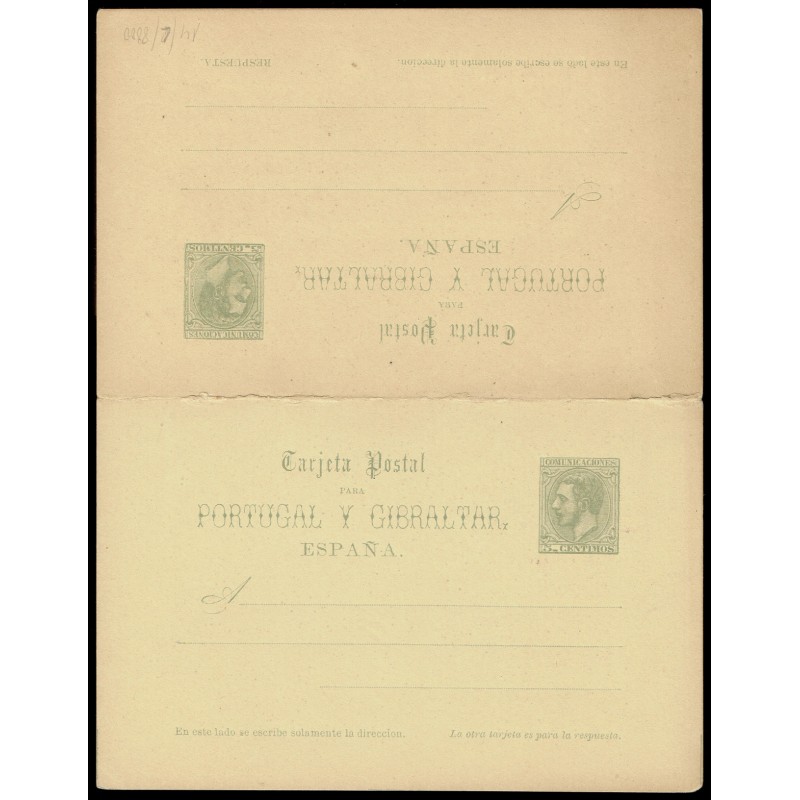 Tarjeta Postal
PARA
PORTUGAL Y GIBRALTAR,
ESPAÑA.
COMUNICACIONES
5 CENTIMOS
A
En este lado se escribe solamente la direccion.
La otra tarjeta es para la respuesta.
Tarjeta Postal
PARA
PORTUGAL Y GIBRALTAR,
ESPAÑA.
COMUNICACIONES
5 CENTIMOS
A
En este lado se escribe solamente la direccion.
RESPUESTA.